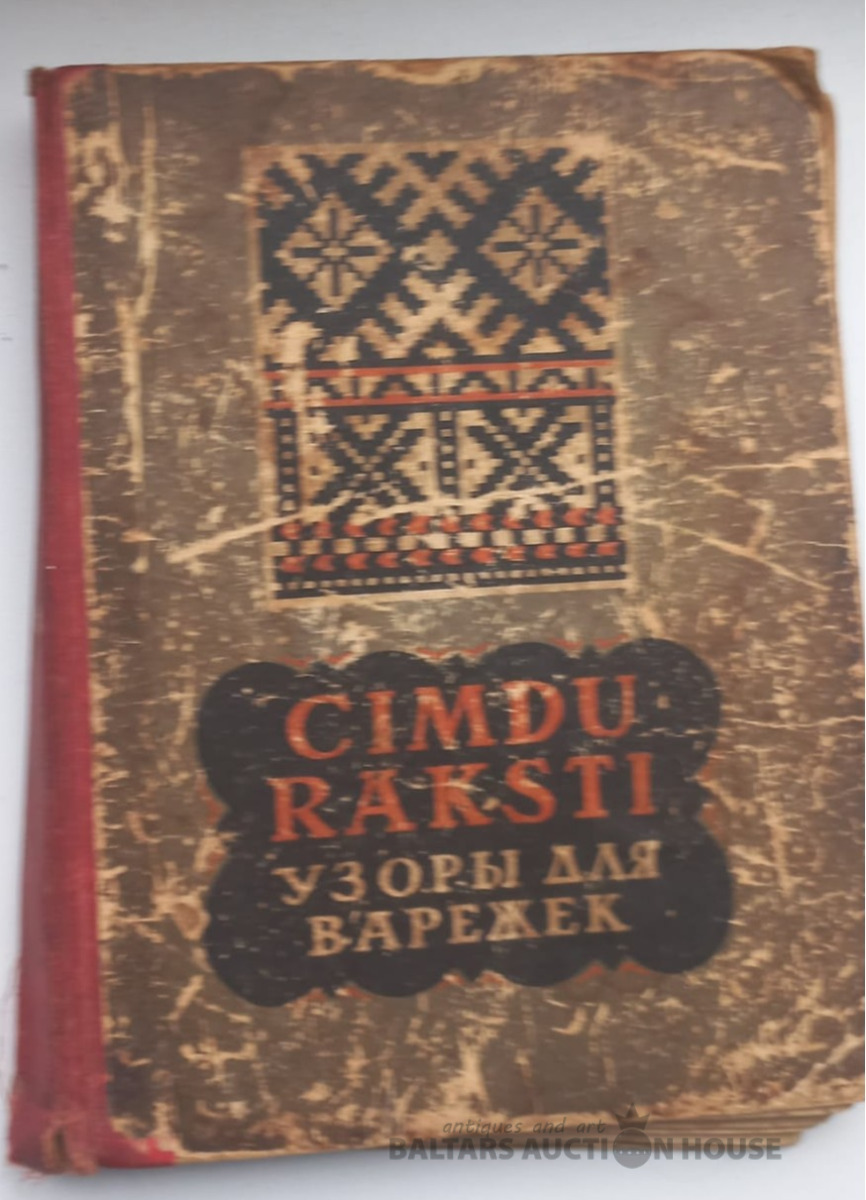 CIMDU
RAKSTI
УЗОРЫ ДЛЯ
ВАРЕЖЕК
antiques and art
BALTARS AUCTION HOUSE